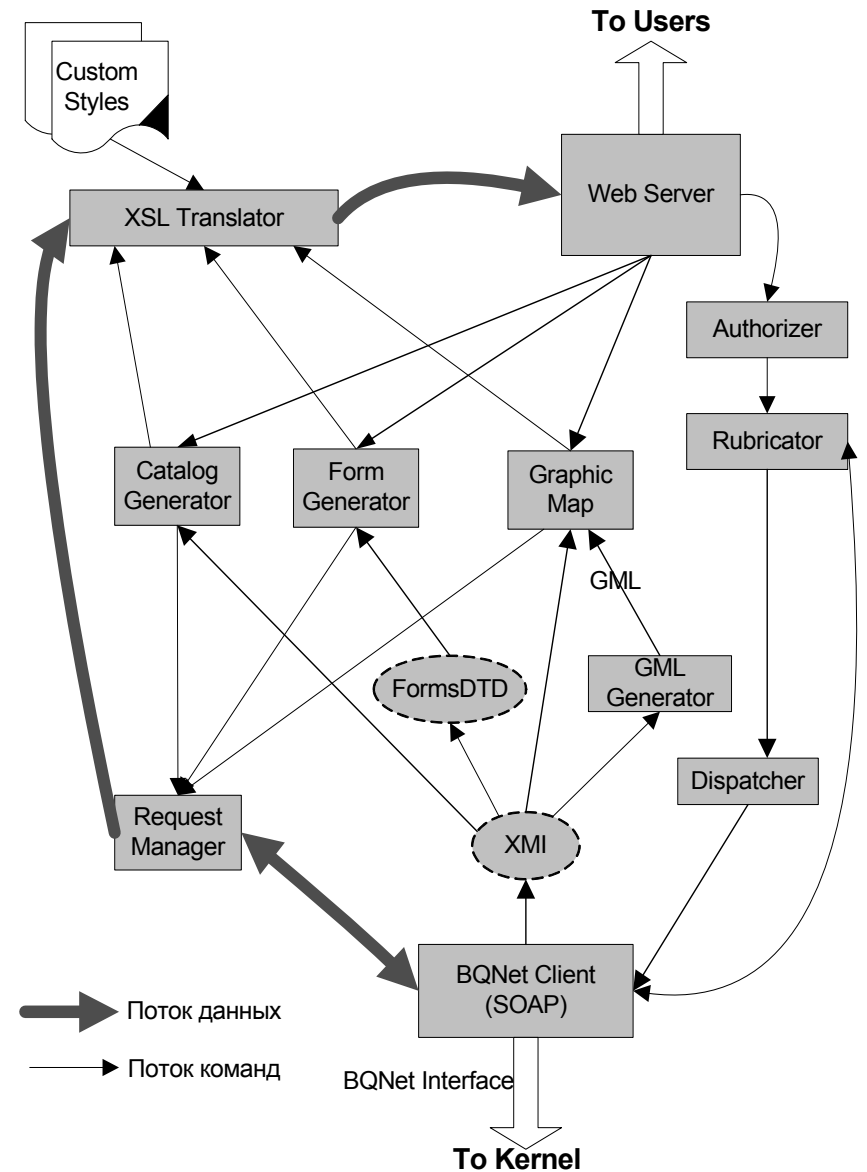 To Users
Custom
Styles
Web Server
XSL Translator
Authorizer
Rubricator
Catalog
Generator
Form
Generator
Graphic
Map
GML
FormsDTD
GML
Generator
Dispatcher
Request
Manager
XMI
BQNet Client
(SOAP)
Поток данных
Поток команд
BQNet Interface
To Kernel